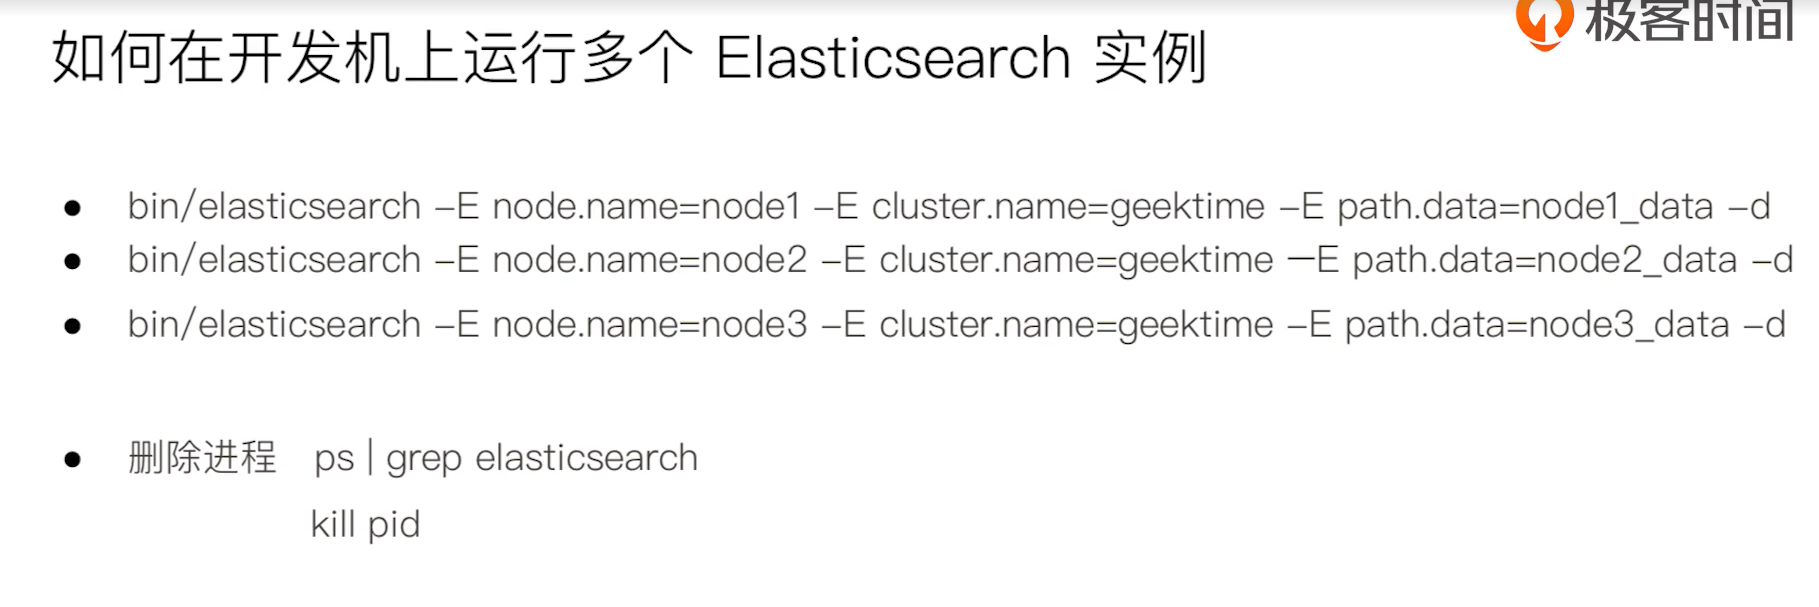 极客时间
如何在开发机上运行多个 Elasticsearch 实例
● bin/elasticsearch –E node.name=node1 –E cluster.name=geektime –E path.data=node1_data –d
● bin/elasticsearch –E node.name=node2 –E cluster.name=geektime —E path.data=node2_data –d
● bin/elasticsearch –E node.name=node3 –E cluster.name=geektime –E path.data=node3_data –d
● 删除进程 ps | grep elasticsearch
kill pid